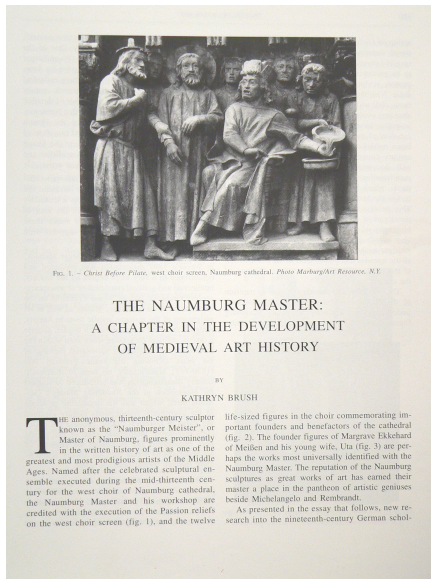 FIG. 1. – Christ Before Pilate, west choir screen, Naumburg cathedral. Photo Marburg/Art Resource, N.Y.
THE NAUMBURG MASTER:
A CHAPTER IN THE DEVELOPMENT
OF MEDIEVAL ART HISTORY
BY
KATHRYN BRUSH
THE anonymous, thirteenth-century sculptor
known as the “Naumburger Meister”, or
Master of Naumburg, figures prominently
in the written history of art as one of the
greatest and most prodigious artists of the Middle
Ages. Named after the celebrated sculptural en-
semble executed during the mid-thirteenth cen-
tury for the west choir of Naumburg cathedral,
the Naumburg Master and his workshop are
credited with the execution of the Passion reliefs
on the west choir screen (fig. 1), and the twelve
life-sized figures in the choir commemorating im-
portant founders and benefactors of the cathedral
(fig. 2). The founder figures of Margrave Ekkehard
of Meißen and his young wife, Uta (fig. 3) are per-
haps the works most universally identified with the
Naumburg Master. The reputation of the Naumburg
sculptures as great works of art has earned their
master a place in the pantheon of artistic geniuses
beside Michelangelo and Rembrandt.
As presented in the essay that follows, new re-
search into the nineteenth-century German schol-